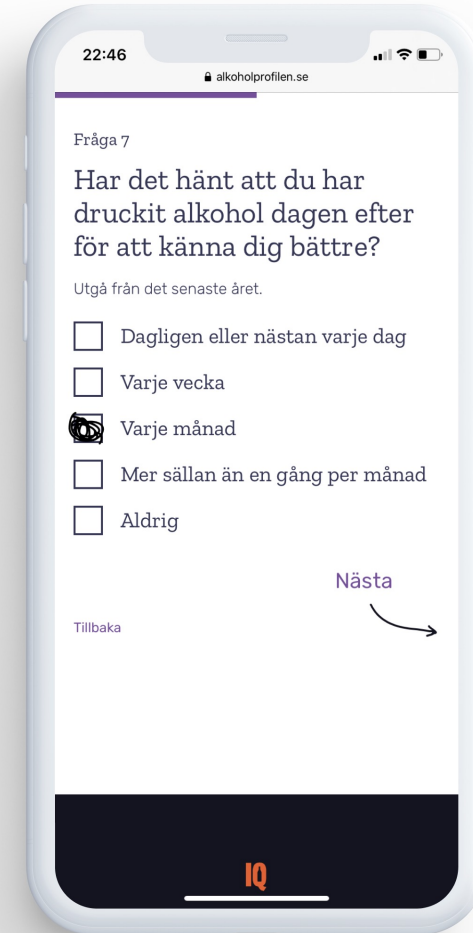 22:46
alkoholprofilen.se
Fråga 7
Har det hänt att du har
druckit alkohol dagen efter
för att känna dig bättre?
Utgå från det senaste året.
Dagligen eller nästan varje dag
Varje vecka
Varje månad
Mer sällan än en gång per månad
Aldrig
Nästa
Tillbaka
IQ